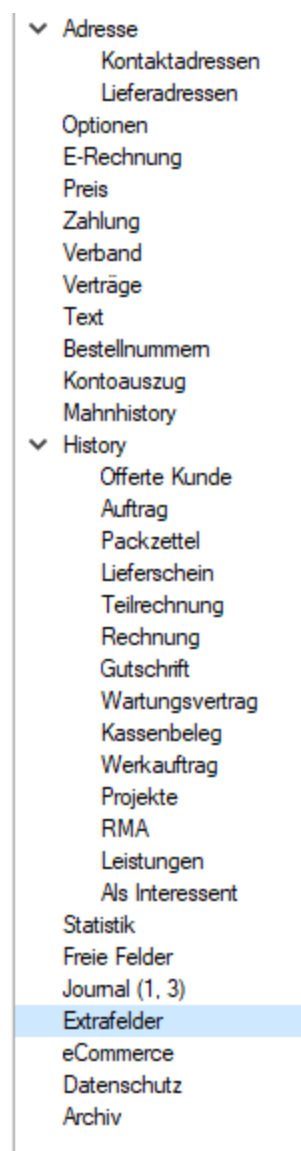 Adresse
Kontaktadressen
Lieferadressen
Optionen
E-Rechnung
Preis
Zahlung
Verband
Verträge
Text
Bestellnummern
Kontoauszug
Mahnhistory
History
Offerte Kunde
Auftrag
Packzettel
Lieferschein
Teilrechnung
Rechnung
Gutschrift
Wartungsvertrag
Kassenbeleg
Werkauftrag
Projekte
RMA
Leistungen
Als Interessent
Statistik
Freie Felder
Journal (1, 3)
Extrafelder
eCommerce
Datenschutz
Archiv